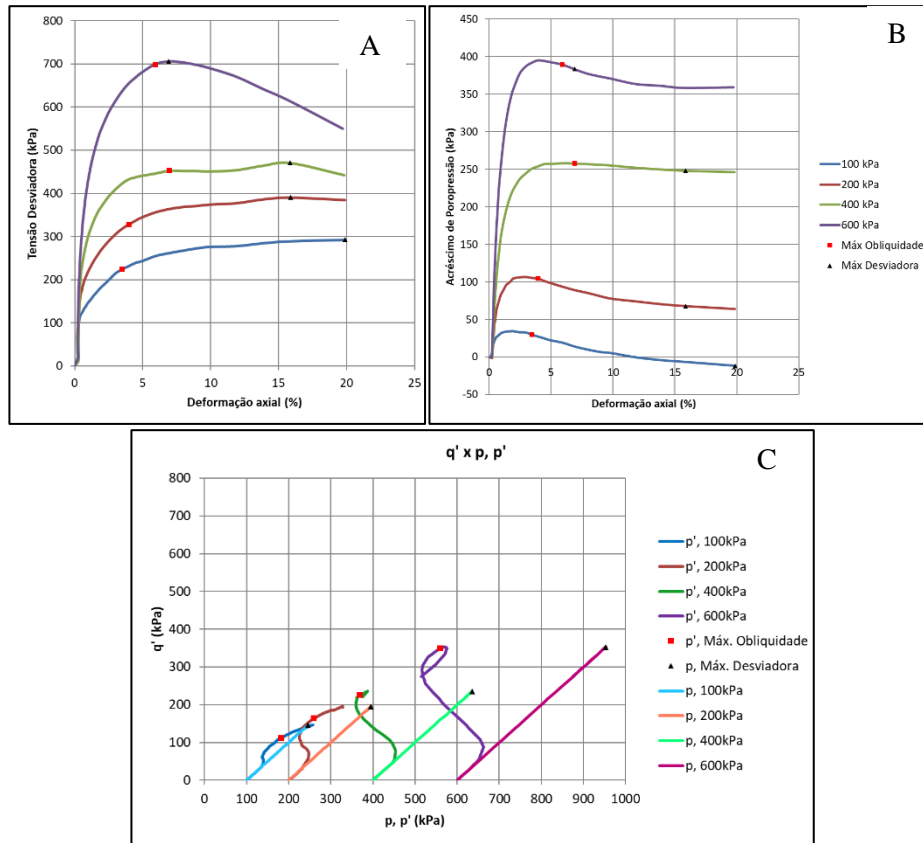 A
800
700
600
500
400
300
200
100
0
0 5 10 15 20 25
Tensão Desviadora (kPa)
Deformação axial (%)
B
450
400
350
300
250
200
150
100
50
0
-50
0 5 10 15 20 25
Acréscimo de Poropressão (kPa)
Deformação axial (%)
100 kPa
200 kPa
400 kPa
600 kPa
Máx Obliquidade
Máx Desviadora
q' x p, p'
C
800
700
600
500
400
300
200
100
0
0 100 200 300 400 500 600 700 800 900 1000
q' (kPa)
p, p' (kPa)
p', 100kPa
p', 200kPa
p', 400kPa
p', 600kPa
p', Máx. Obliquidade
p, Máx. Desviadora
p, 100kPa
p, 200kPa
p, 400kPa
p, 600kPa